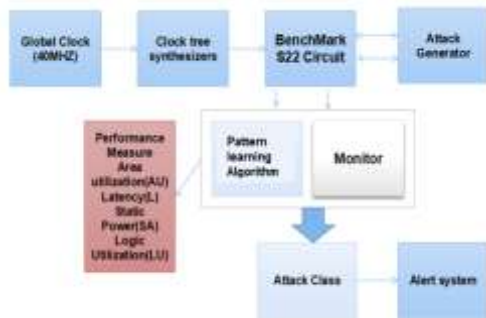 Global Clock
(40MHZ)
Clock tree
synthesizers
BenchMark
S22 Circuit
Attack
Generator
Performance
Measure
Area
utilization(AU)
Latency(L)
Static
Power(SA)
Logic
Utilization(LU)
Pattern
learning
Algorithm
Monitor
Attack Class
Alert system